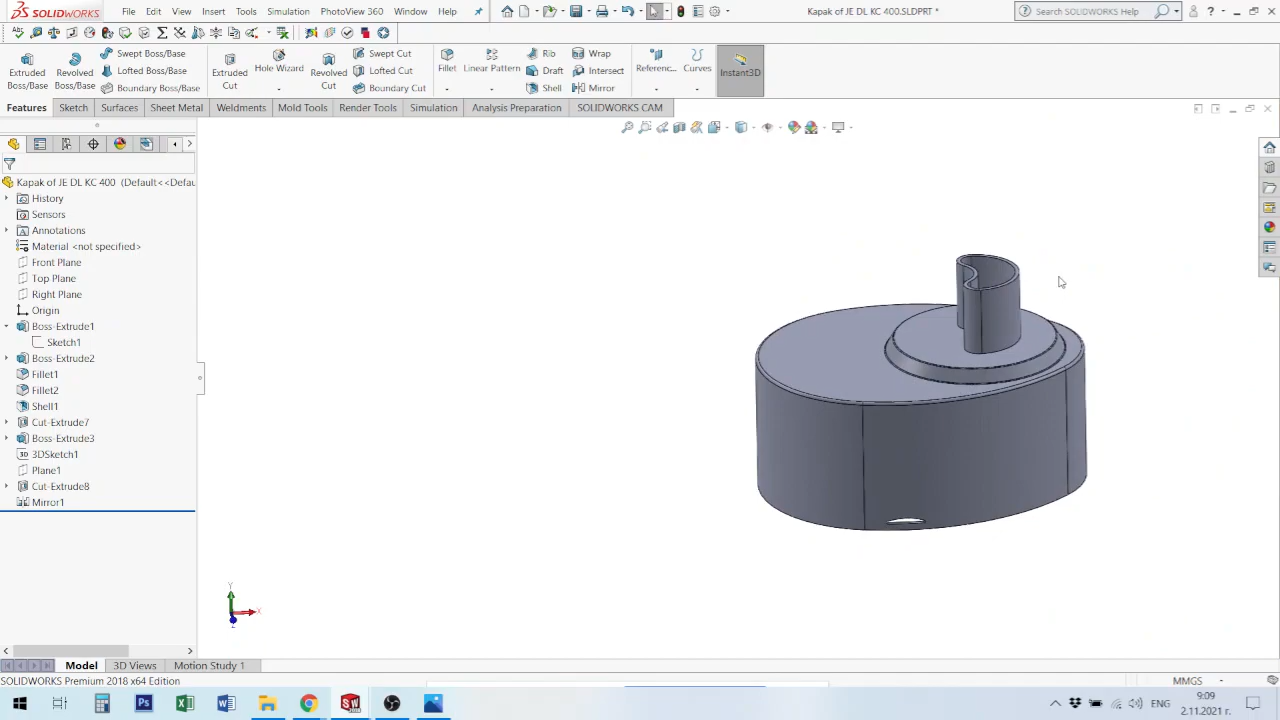 SOLIDWORKS File Edit View Insert Tools Simulation PhotoView 360 Window Help Kapak of JE DL KC 400.SLDPRT * Search SOLIDWORKS Help
Extruded Boss/Base
Revolved Boss/Base
Swept Boss/Base
Lofted Boss/Base
Boundary Boss/Base
Extruded Cut
Hole Wizard
Revolved Cut
Swept Cut
Lofted Cut
Boundary Cut
Fillet
Linear Pattern
Rib
Draft
Shell
Wrap
Intersect
Mirror
Referenc...
Curves
Instant3D
Features Sketch Surfaces Sheet Metal Weldments Mold Tools Render Tools Simulation Analysis Preparation SOLIDWORKS CAM
Kapak of JE DL KC 400 (Default<<Defau
History
Sensors
Annotations
Material <not specified>
Front Plane
Top Plane
Right Plane
Origin
Boss-Extrude1
Sketch1
Boss-Extrude2
Fillet1
Fillet2
Shell1
Cut-Extrude7
Boss-Extrude3
3D 3DSketch1
Plane1
Cut-Extrude8
Mirror1
Y
X
Model 3D Views Motion Study 1
SOLIDWORKS Premium 2018 x64 Edition MMGS
ENG 9:09
2.11.2021 г.